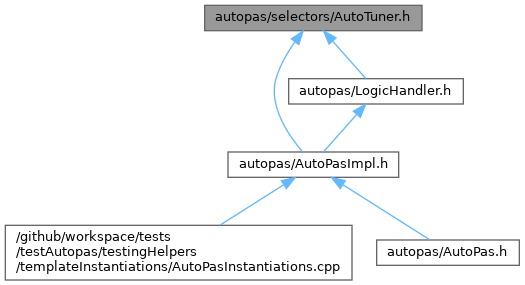 autopas/selectors/AutoTuner.h
autopas/LogicHandler.h
autopas/AutoPasImpl.h
/github/workspace/tests
/testAutopas/testingHelpers
/templateInstantiations/AutoPasInstantiations.cpp
autopas/AutoPas.h